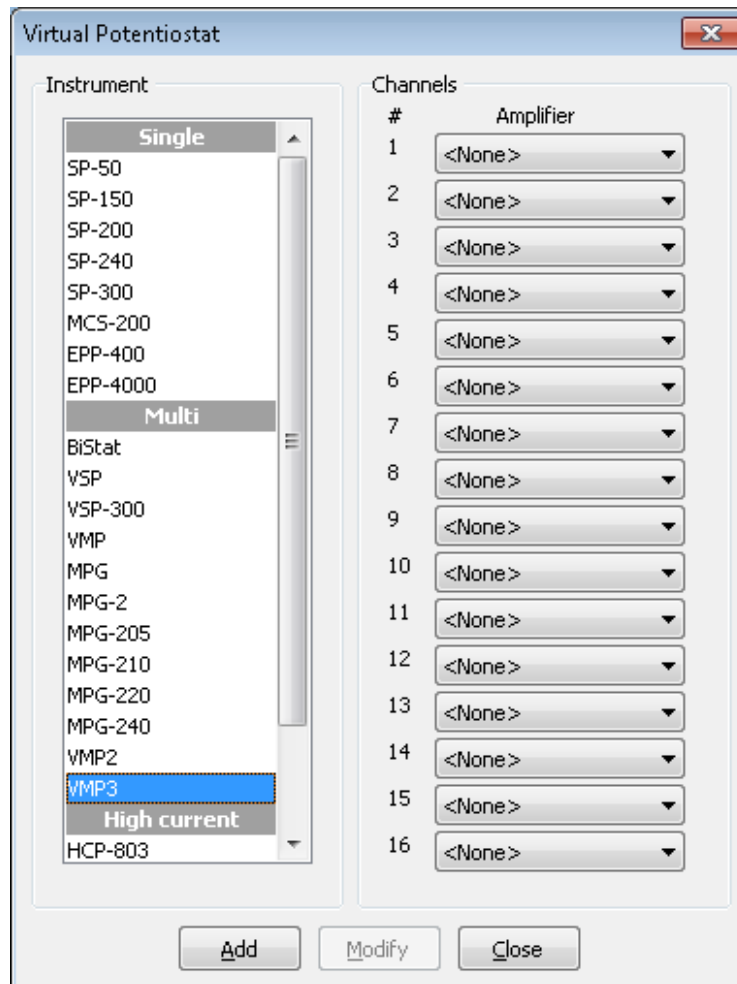 Virtual Potentiostat
Instrument
Single
SP-50
SP-150
SP-200
SP-240
SP-300
MCS-200
EPP-400
EPP-4000
Multi
BiStat
VSP
VSP-300
VMP
MPG
MPG-2
MPG-205
MPG-210
MPG-220
MPG-240
VMP2
VMP3
High current
HCP-803
Channels
# Amplifier
1 <None>
2 <None>
3 <None>
4 <None>
5 <None>
6 <None>
7 <None>
8 <None>
9 <None>
10 <None>
11 <None>
12 <None>
13 <None>
14 <None>
15 <None>
16 <None>
Add Modify Close